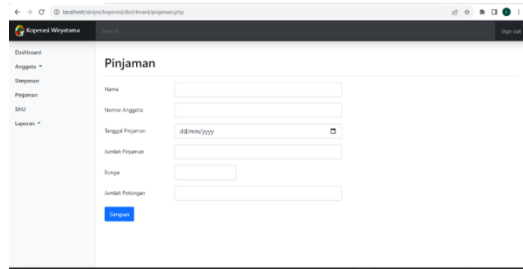 localhost/skripsi/koperasi/dashboard/pinjaman.php
Koperasi Wiryatama
Search
Sign out
Dashboard
Anggota
Simpanan
Pinjaman
SHU
Laporan
Pinjaman
Nama
Nomor Anggota
Tanggal Pinjaman
dd/mm/yyyy
Jumlah Pinjaman
Bunga
Jumlah Potongan
Simpan